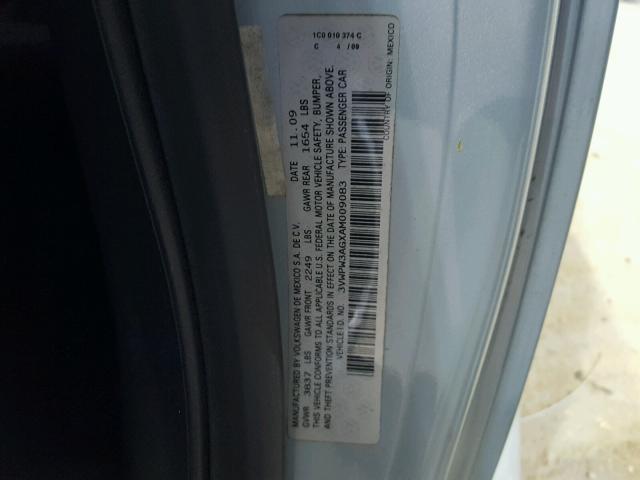 1C0 010 374 C
C 4 / 09
MANUFACTURED BY VOLKSWAGEN DE MEXICO S.A. DE C.V. DATE 11.09
GVWR 3837 LBS GAWR FRONT 2249 LBS GAWR REAR 1654 LBS
THIS VEHICLE CONFORMS TO ALL APPLICABLE U.S. FEDERAL MOTOR VEHICLE SAFETY, BUMPER,
AND THEFT PREVENTION STANDARDS IN EFFECT ON THE DATE OF MANUFACTURE SHOWN ABOVE.
VEHICLE I D. NO. 3VWPW3AGXAM009083 TYPE: PASSENGER CAR
COUNTRY OF ORIGIN: MEXICO